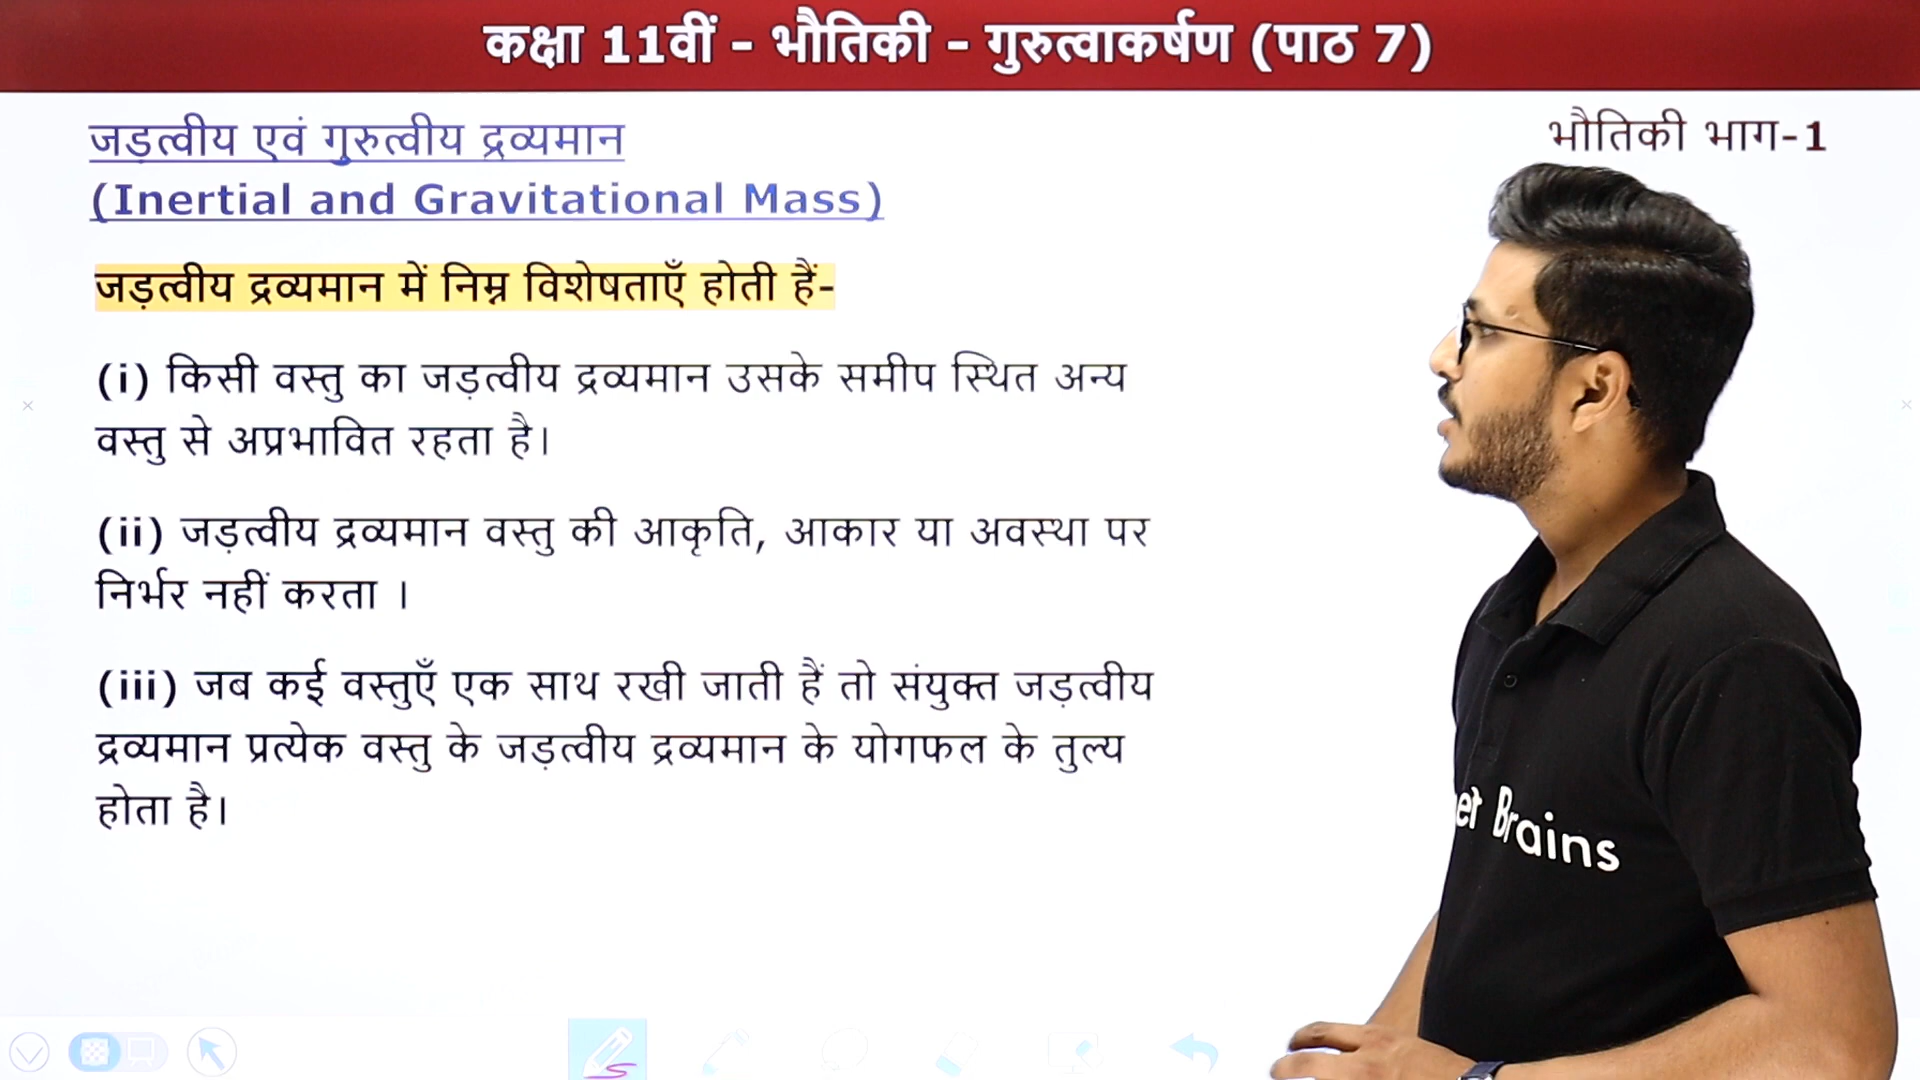 कक्षा 11वीं - भौतिकी - गुरुत्वाकर्षण (पाठ 7)
जड़त्वीय एवं गुरुत्वीय द्रव्यमान
भौतिकी भाग-1
(Inertial and Gravitational Mass)
जड़त्वीय द्रव्यमान में निम्न विशेषताएँ होती हैं-
(i) किसी वस्तु का जड़त्वीय द्रव्यमान उसके समीप स्थित अन्य
वस्तु से अप्रभावित रहता है।
(ii) जड़त्वीय द्रव्यमान वस्तु की आकृति, आकार या अवस्था पर
निर्भर नहीं करता ।
(iii) जब कई वस्तुएँ एक साथ रखी जाती हैं तो संयुक्त जड़त्वीय
द्रव्यमान प्रत्येक वस्तु के जड़त्वीय द्रव्यमान के योगफल के तुल्य
होता है।
Brains